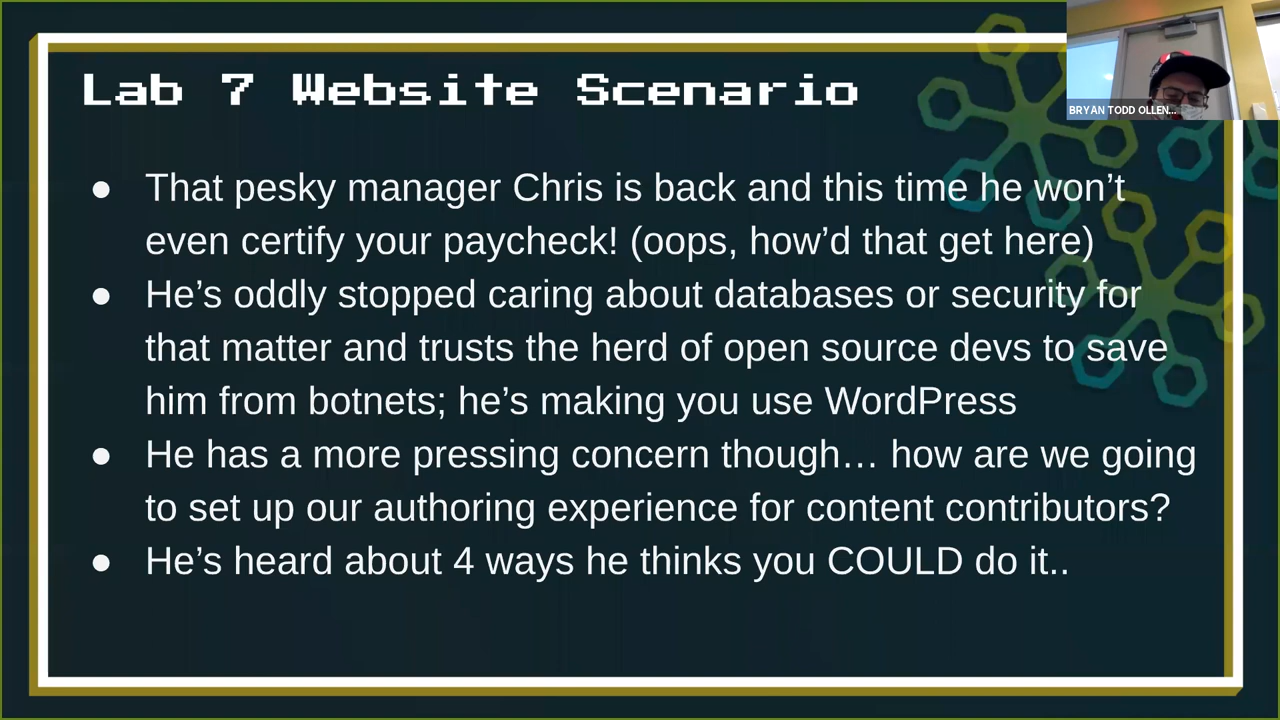 Lab 7 Website Scenario
BRYAN TODD OLLEN...
● That pesky manager Chris is back and this time he won’t
even certify your paycheck! (oops, how’d that get here)
● He’s oddly stopped caring about databases or security for
that matter and trusts the herd of open source devs to save
him from botnets; he’s making you use WordPress
● He has a more pressing concern though… how are we going
to set up our authoring experience for content contributors?
● He’s heard about 4 ways he thinks you COULD do it..